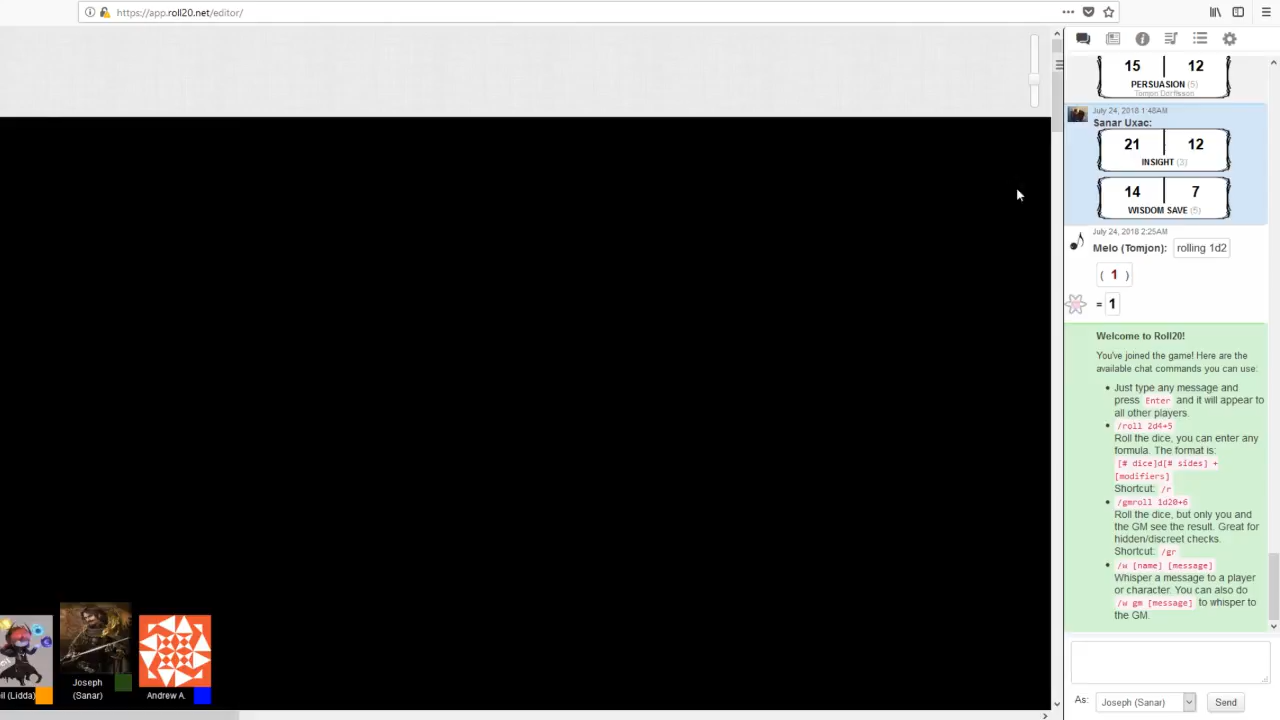 https://app.roll20.net/editor/
15 12
PERSUASION (5)
Tomjon Dorffsson
July 24, 2018 1:48AM
Sanar Uxac:
21 12
INSIGHT (3)
14 7
WISDOM SAVE (5)
July 24, 2018 2:25AM
Melo (Tomjon): rolling 1d2
( 1 )
= 1
Welcome to Roll20!
You've joined the game! Here are the
available chat commands you can use:
• Just type any message and
press Enter and it will appear to
all other players.
• /roll 2d4+5
Roll the dice, you can enter any
formula. The format is:
[# dice]d[# sides] +
[modifiers]
Shortcut: /r
• /gmroll 1d20+6
Roll the dice, but only you and
the GM see the result. Great for
hidden/discreet checks.
Shortcut: /gr
• /w [name] [message]
Whisper a message to a player
or character. You can also do
/w gm [message] to whisper to
the GM.
(Lidda)
Joseph
(Sanar)
Andrew A.
As: Joseph (Sanar) Send